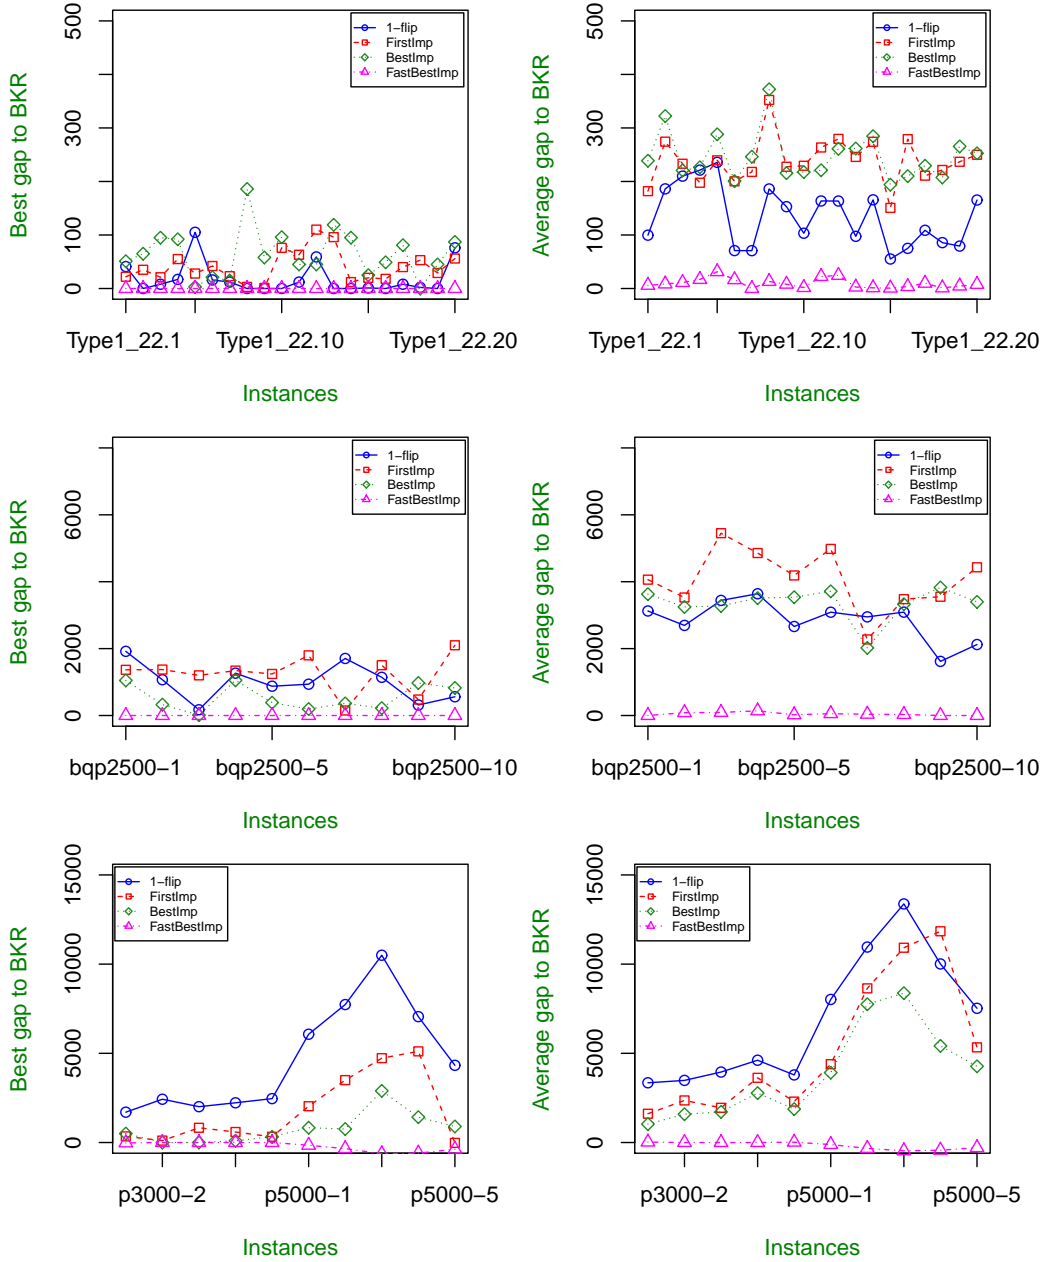 Best gap to BKR
500
300
100
0
1−flip
FirstImp
BestImp
FastBestImp
Type1_22.1
Type1_22.10
Type1_22.20
Instances
Average gap to BKR
500
300
100
0
1−flip
FirstImp
BestImp
FastBestImp
Type1_22.1
Type1_22.10
Type1_22.20
Instances
Best gap to BKR
6000
2000
0
1−flip
FirstImp
BestImp
FastBestImp
bqp2500−1
bqp2500−5
bqp2500−10
Instances
Average gap to BKR
6000
2000
0
1−flip
FirstImp
BestImp
FastBestImp
bqp2500−1
bqp2500−5
bqp2500−10
Instances
Best gap to BKR
15000
10000
5000
0
1−flip
FirstImp
BestImp
FastBestImp
p3000−2
p5000−1
p5000−5
Instances
Average gap to BKR
15000
10000
5000
0
1−flip
FirstImp
BestImp
FastBestImp
p3000−2
p5000−1
p5000−5
Instances